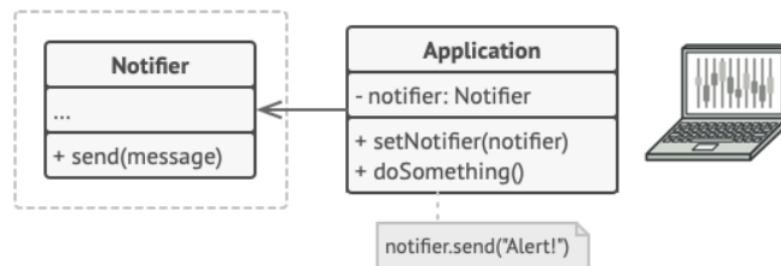 Notifier
...
+ send(message)
Application
- notifier: Notifier
+ setNotifier(notifier)
+ doSomething()
notifier.send("Alert!")